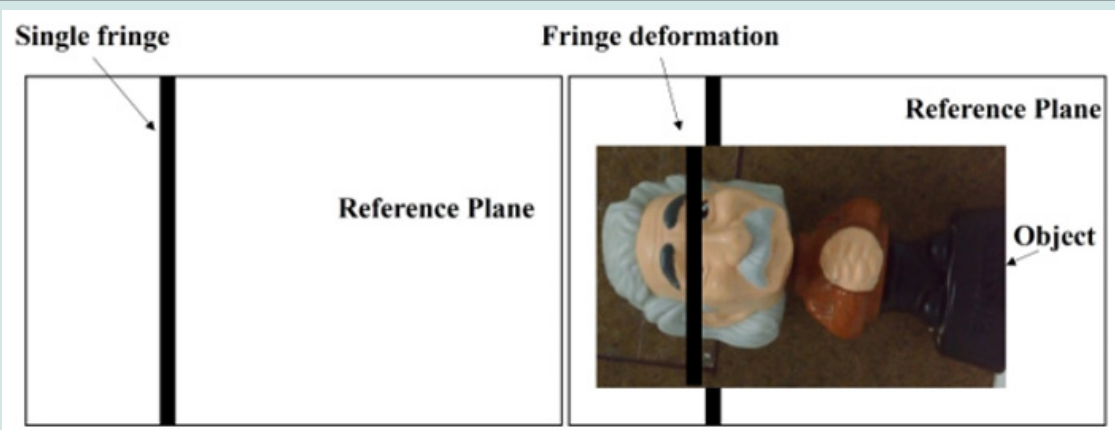 Single fringe
Fringe deformation
Reference Plane
Reference Plane
Object